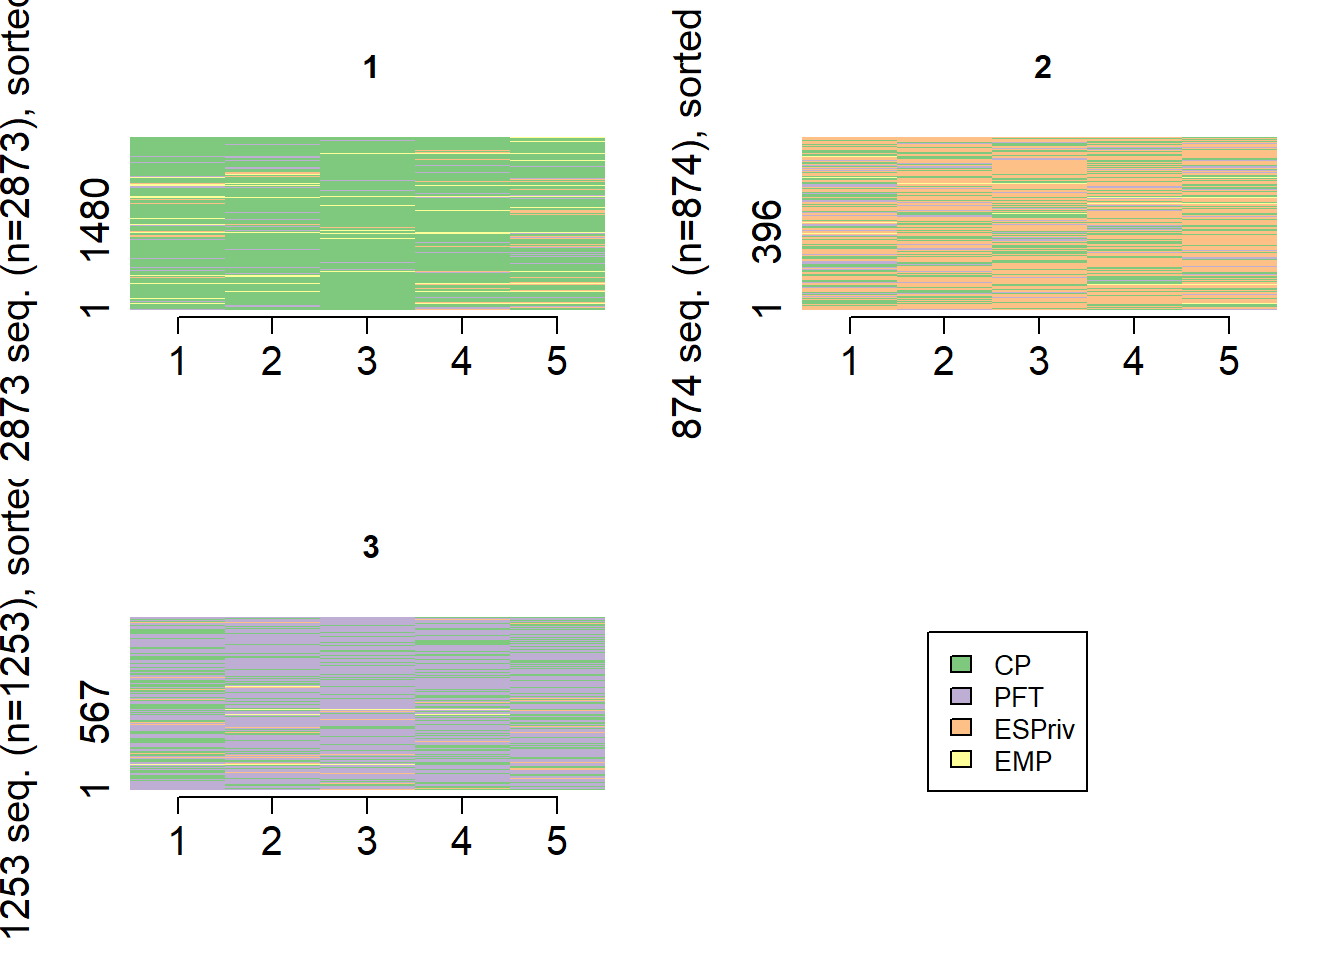 1
2873 seq. (n=2873), sorted
1 1480
1 2 3 4 5
2
874 seq. (n=874), sorted
1 396
1 2 3 4 5
3
1253 seq. (n=1253), sorted
1 567
1 2 3 4 5
CP
PFT
ESPriv
EMP